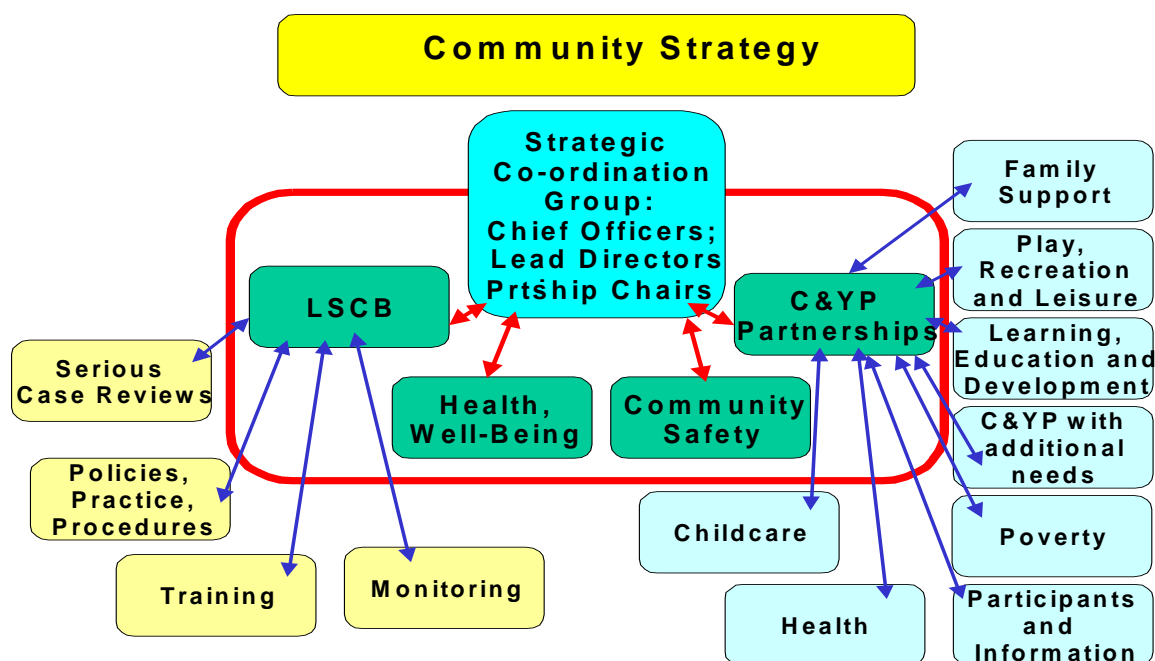 Community Strategy
Strategic
Co-ordination
Group:
Chief Officers;
Lead Directors
Prtship Chairs
LSCB
C&YP
Partnerships
Health,
Well-Being
Community
Safety
Serious
Case Reviews
Policies,
Practice,
Procedures
Training
Monitoring
Family
Support
Play,
Recreation
and Leisure
Learning,
Education and
Development
C&YP with
additional
needs
Childcare
Poverty
Health
Participants
and
Information